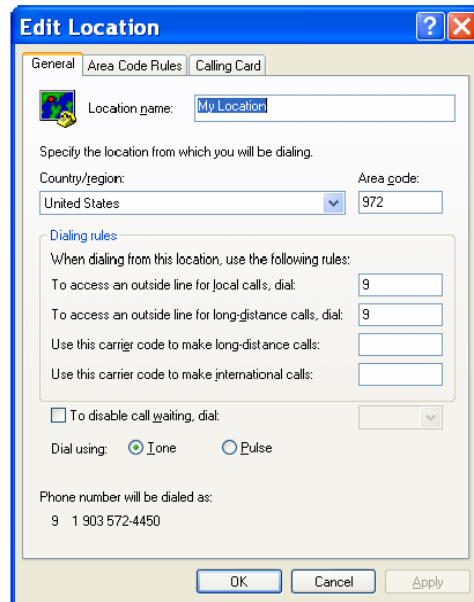 Edit Location
General Area Code Rules Calling Card
Location name: My Location
Specify the location from which you will be dialing.
Country/region: Area code:
United States 972
Dialing rules
When dialing from this location, use the following rules:
To access an outside line for local calls, dial: 9
To access an outside line for long-distance calls, dial: 9
Use this carrier code to make long-distance calls:
Use this carrier code to make international calls:
To disable call waiting, dial:
Dial using: Tone Pulse
Phone number will be dialed as:
9 1 903 572-4450
OK Cancel Apply